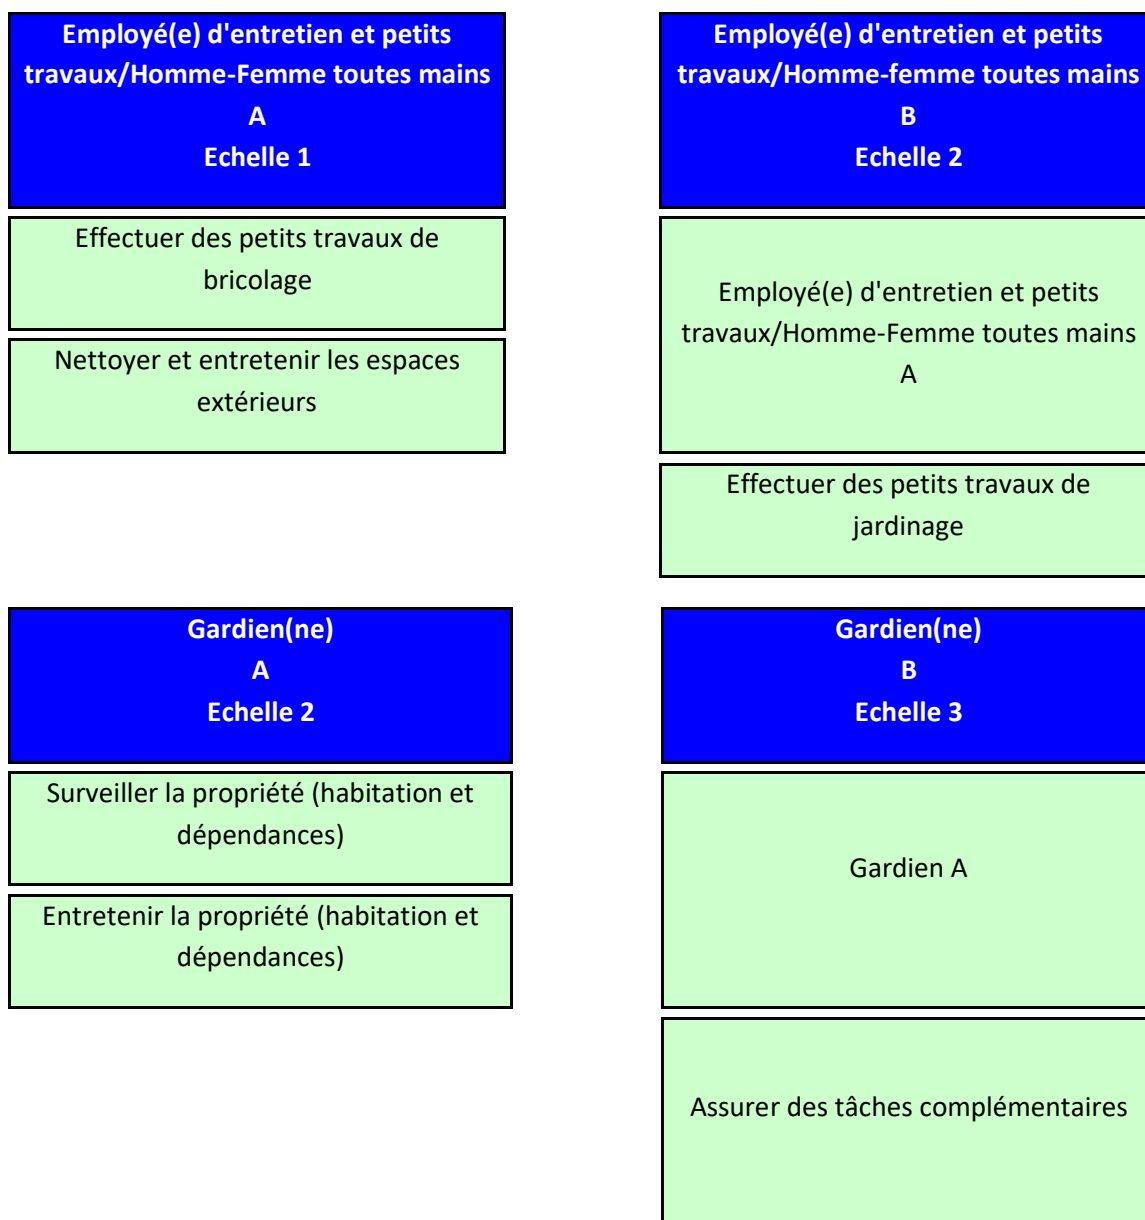 Employé(e) d'entretien et petits
travaux/Homme-Femme toutes mains
A
Echelle 1
Effectuer des petits travaux de
bricolage
Nettoyer et entretenir les espaces
extérieurs
Employé(e) d'entretien et petits
travaux/Homme-femme toutes mains
B
Echelle 2
Employé(e) d'entretien et petits
travaux/Homme-Femme toutes mains
A
Effectuer des petits travaux de
jardinage
Gardien(ne)
A
Echelle 2
Surveiller la propriété (habitation et
dépendances)
Entretenir la propriété (habitation et
dépendances)
Gardien(ne)
B
Echelle 3
Gardien A
Assurer des tâches complémentaires